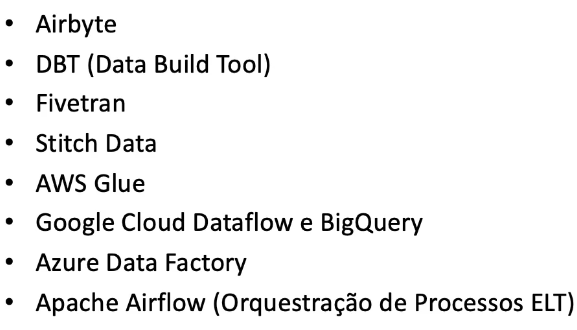 • Airbyte
• DBT (Data Build Tool)
• Fivetran
• Stitch Data
• AWS Glue
• Google Cloud Dataflow e BigQuery
• Azure Data Factory
• Apache Airflow (Orquestração de Processos ELT)